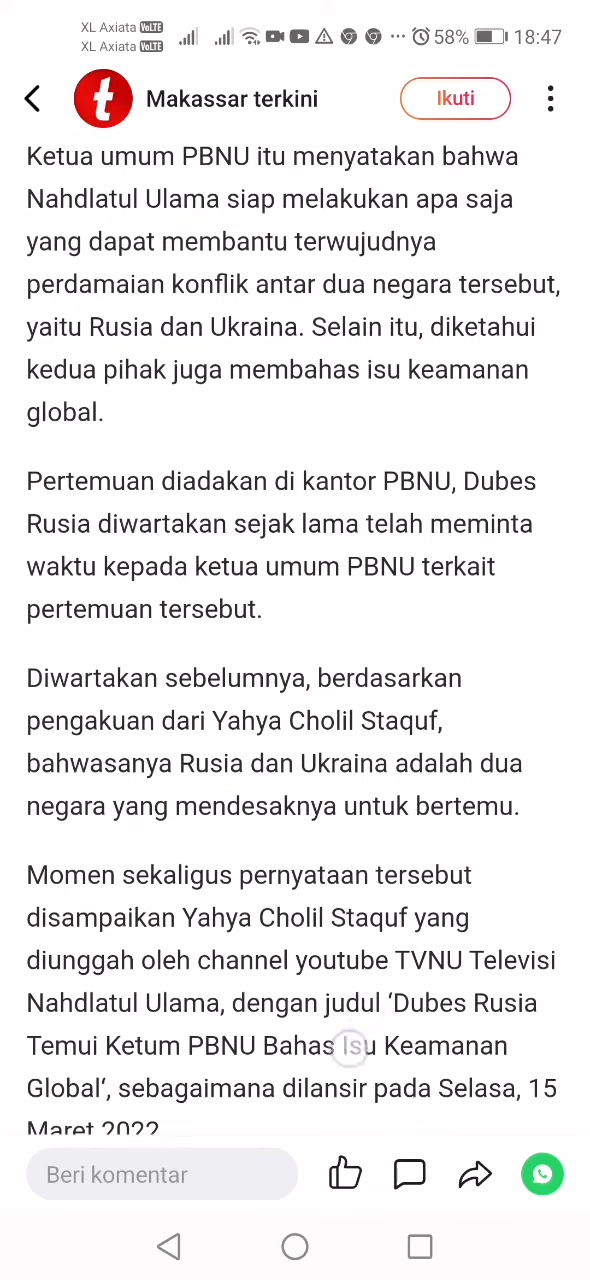 XL Axiata VoLTE
XL Axiata VoLTE
58% 18:47
t Makassar terkini Ikuti
Ketua umum PBNU itu menyatakan bahwa
Nahdlatul Ulama siap melakukan apa saja
yang dapat membantu terwujudnya
perdamaian konflik antar dua negara tersebut,
yaitu Rusia dan Ukraina. Selain itu, diketahui
kedua pihak juga membahas isu keamanan
global.
Pertemuan diadakan di kantor PBNU, Dubes
Rusia diwartakan sejak lama telah meminta
waktu kepada ketua umum PBNU terkait
pertemuan tersebut.
Diwartakan sebelumnya, berdasarkan
pengakuan dari Yahya Cholil Staquf,
bahwasanya Rusia dan Ukraina adalah dua
negara yang mendesaknya untuk bertemu.
Momen sekaligus pernyataan tersebut
disampaikan Yahya Cholil Staquf yang
diunggah oleh channel youtube TVNU Televisi
Nahdlatul Ulama, dengan judul ‘Dubes Rusia
Temui Ketum PBNU Bahas Isu Keamanan
Global‘, sebagaimana dilansir pada Selasa, 15
Maret 2022
Beri komentar